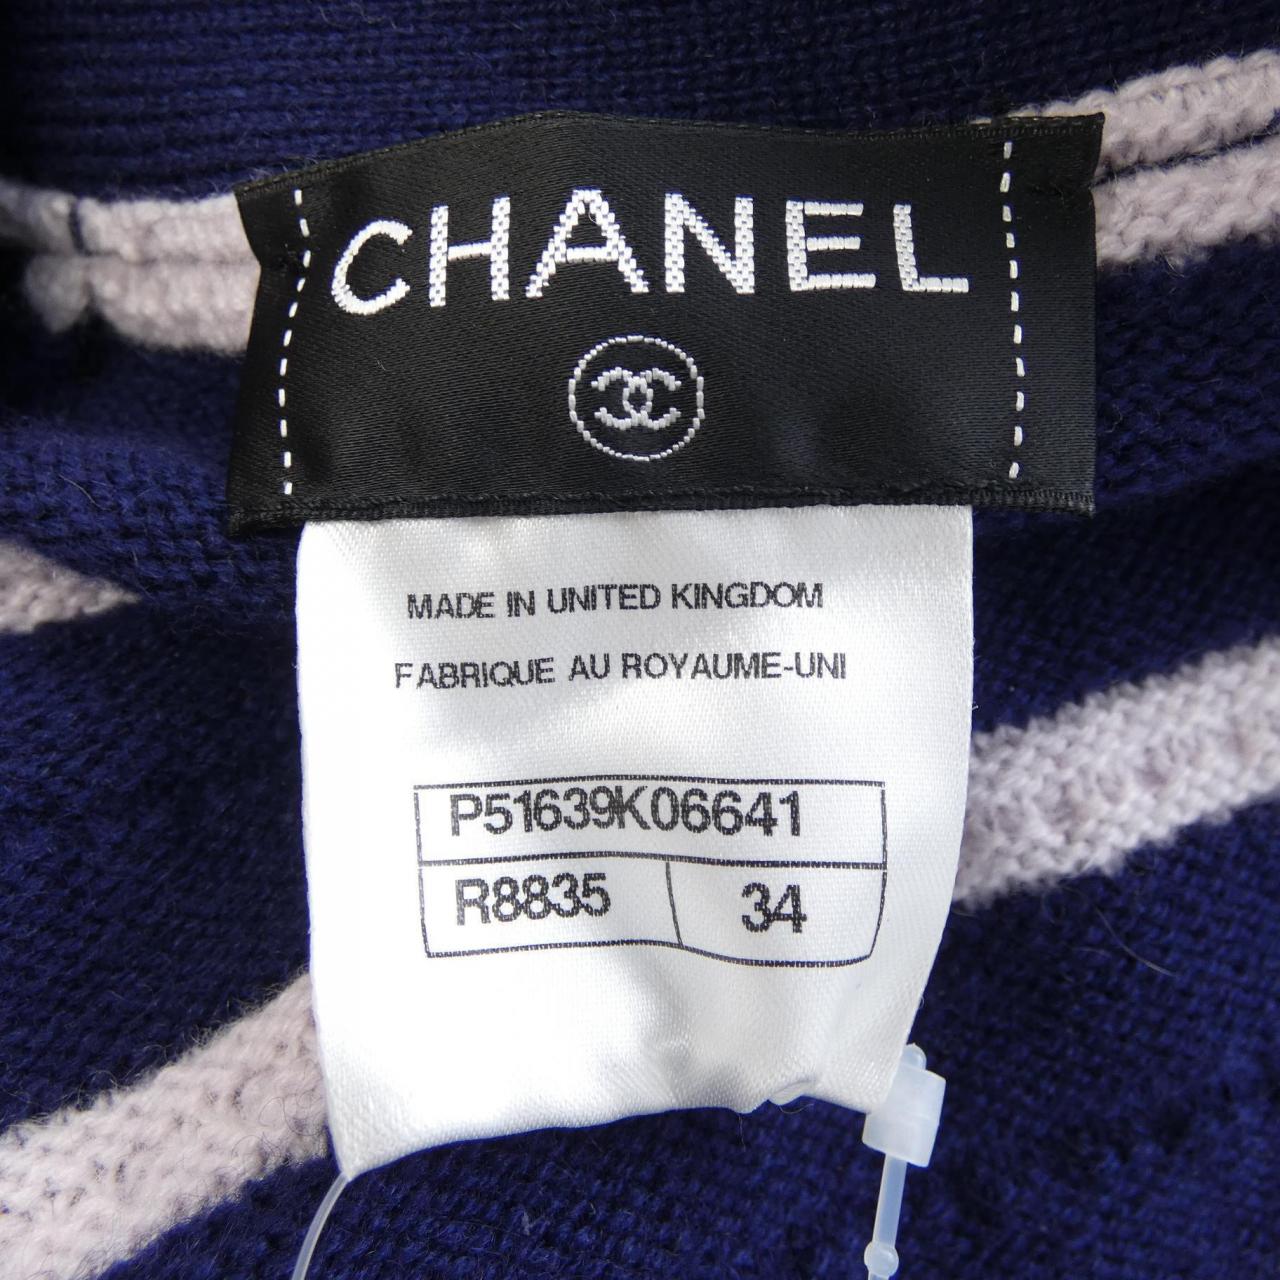 CHANEL
MADE IN UNITED KINGDOM
FABRIQUE AU ROYAUME-UNI
P51639K06641
R8835 34